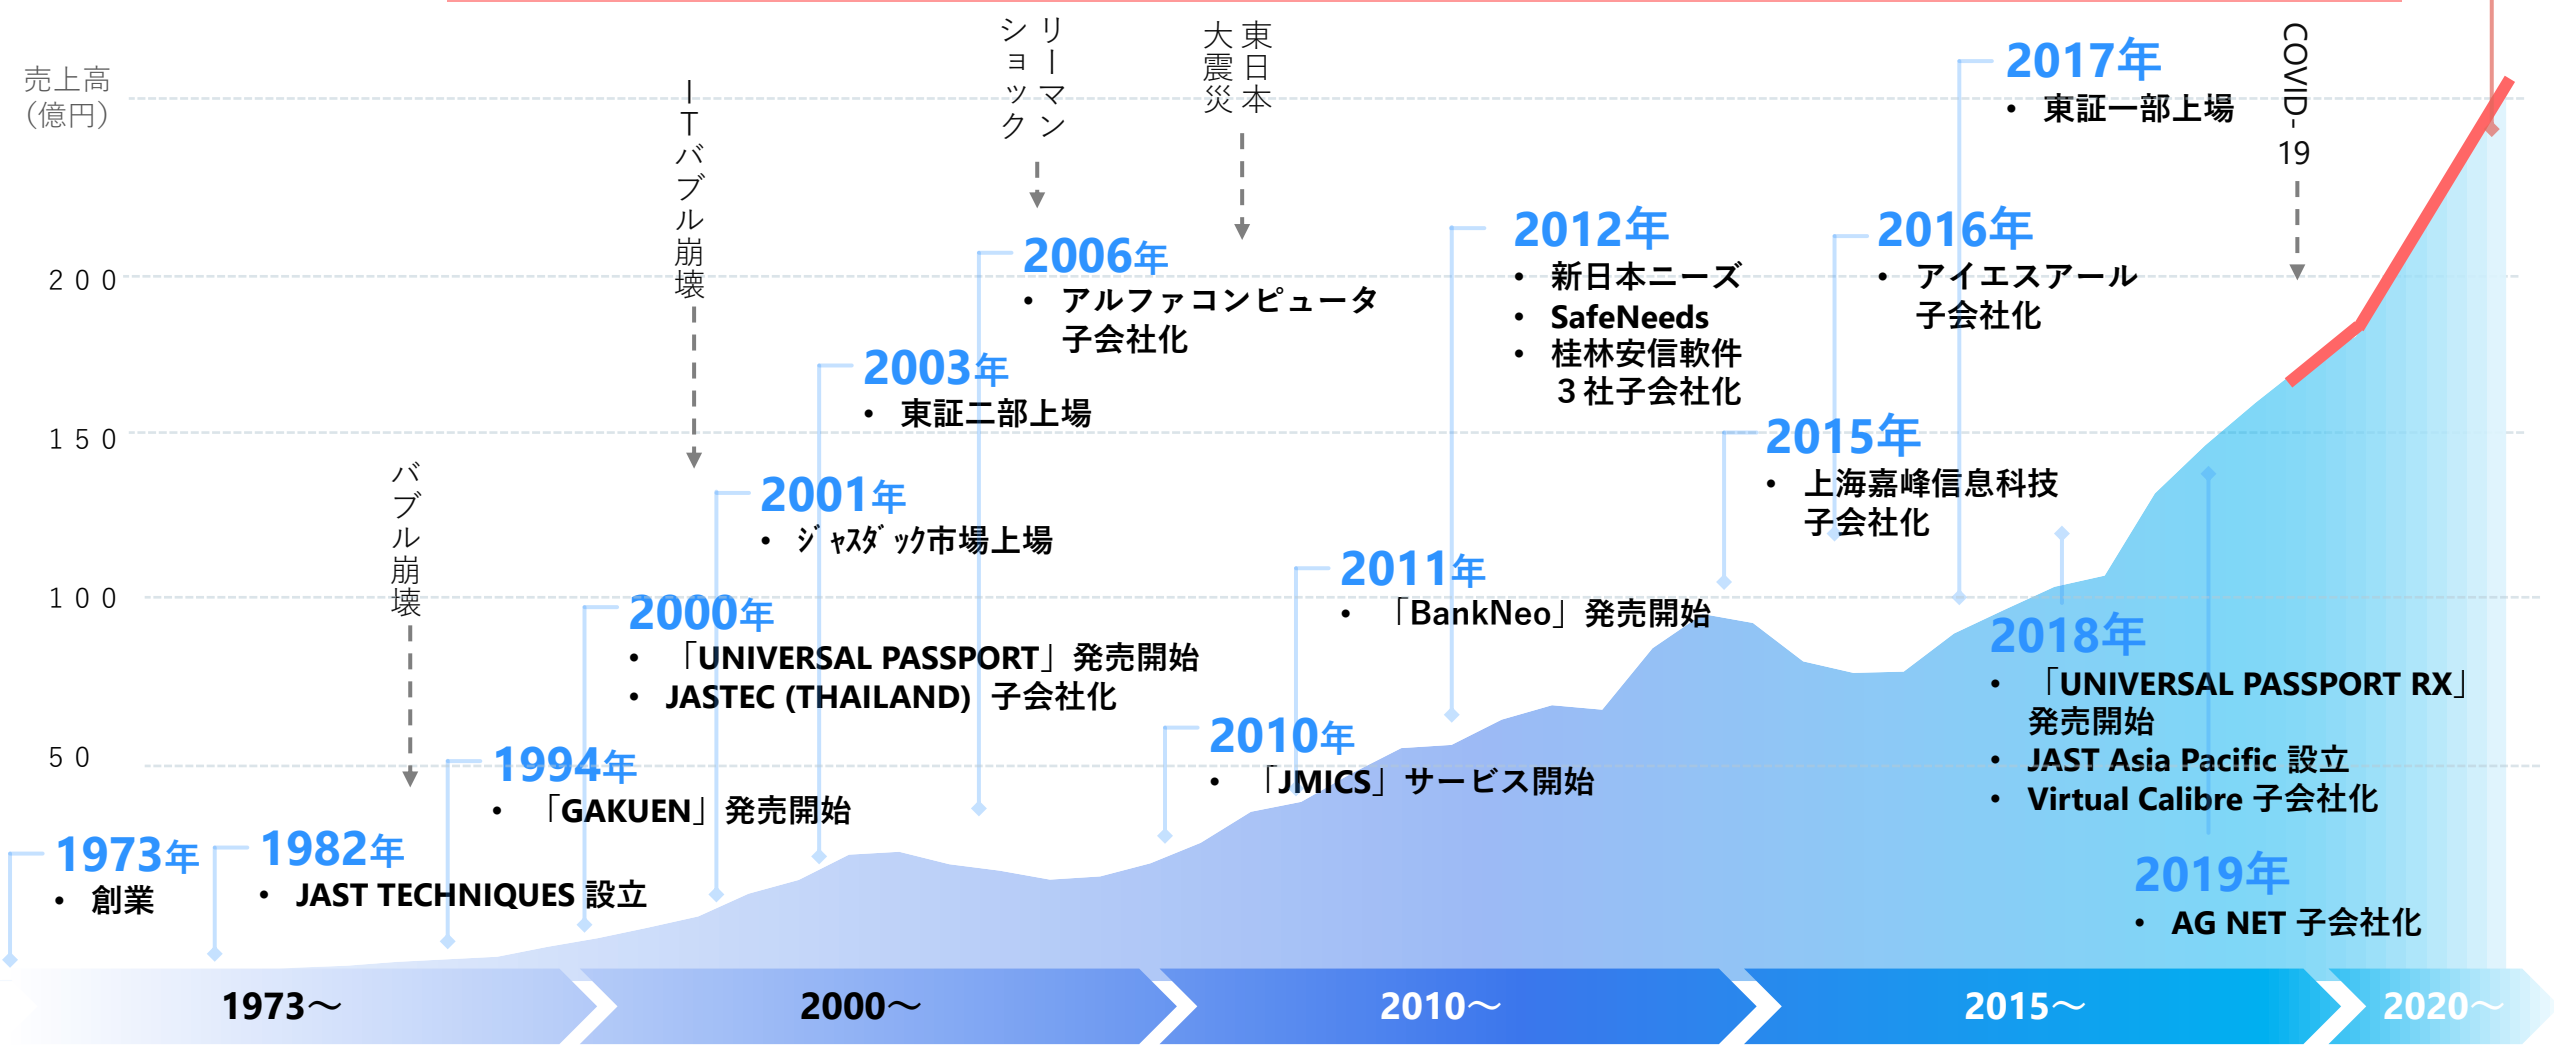 売上高
（億円）
200
150
100
50
バブル崩壊
ITバブル崩壊
リーマン
ショック
東日本
大震災
COVID-19
1973年
• 創業
1982年
• JAST TECHNIQUES 設立
1994年
• 「GAKUEN」発売開始
2000年
• 「UNIVERSAL PASSPORT」発売開始
• JASTEC (THAILAND) 子会社化
2001年
• ｼﾞｬｽﾀﾞｯｸ市場上場
2003年
• 東証二部上場
2006年
• アルファコンピュータ
子会社化
2010年
• 「JMICS」サービス開始
2011年
• 「BankNeo」発売開始
2012年
• 新日本ニーズ
• SafeNeeds
• 桂林安信軟件
３社子会社化
2015年
• 上海嘉峰信息科技
子会社化
2016年
• アイエスアール
子会社化
2017年
• 東証一部上場
2018年
• 「UNIVERSAL PASSPORT RX」
発売開始
• JAST Asia Pacific 設立
• Virtual Calibre 子会社化
2019年
• AG NET 子会社化
1973～
2000～
2010～
2015～
2020～